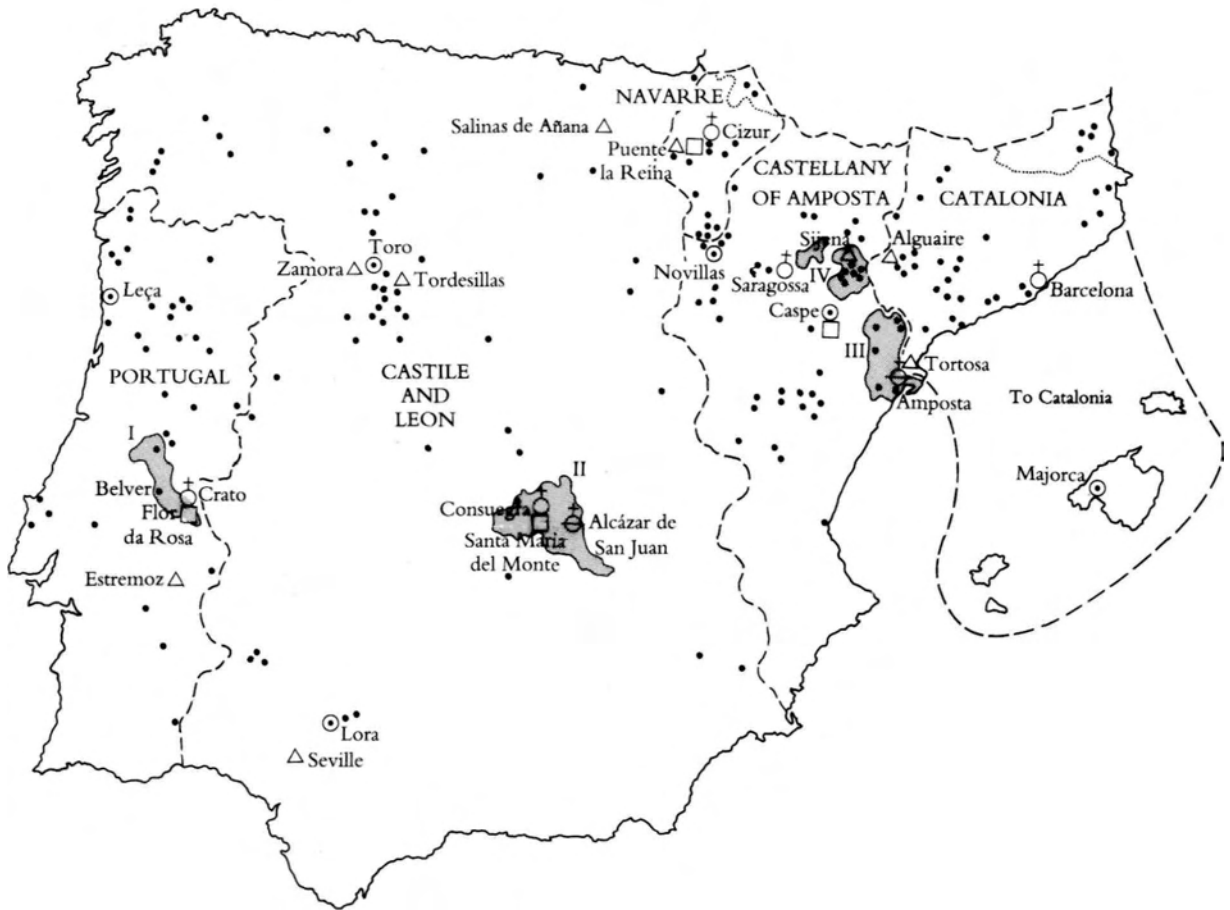 NAVARRE
Salinas de Añana
Cizur
Puente
la Reiha
CASTELLANY
OF AMPOSTA
CATALONIA
Toro
Zamora
Tordesillas
Novillas
Sijena
Alguaire
IV
Saragossa
Leça
Barcelona
Caspe
III
Tortosa
PORTUGAL
CASTILE
AND
LEON
Amposta
To Catalonia
I
II
Majorca
Belver
Crato
Flor
da Rosa
Consuegra
Santa Maria
del Monte
Alcázar de
San Juan
Estremoz
Lora
Seville